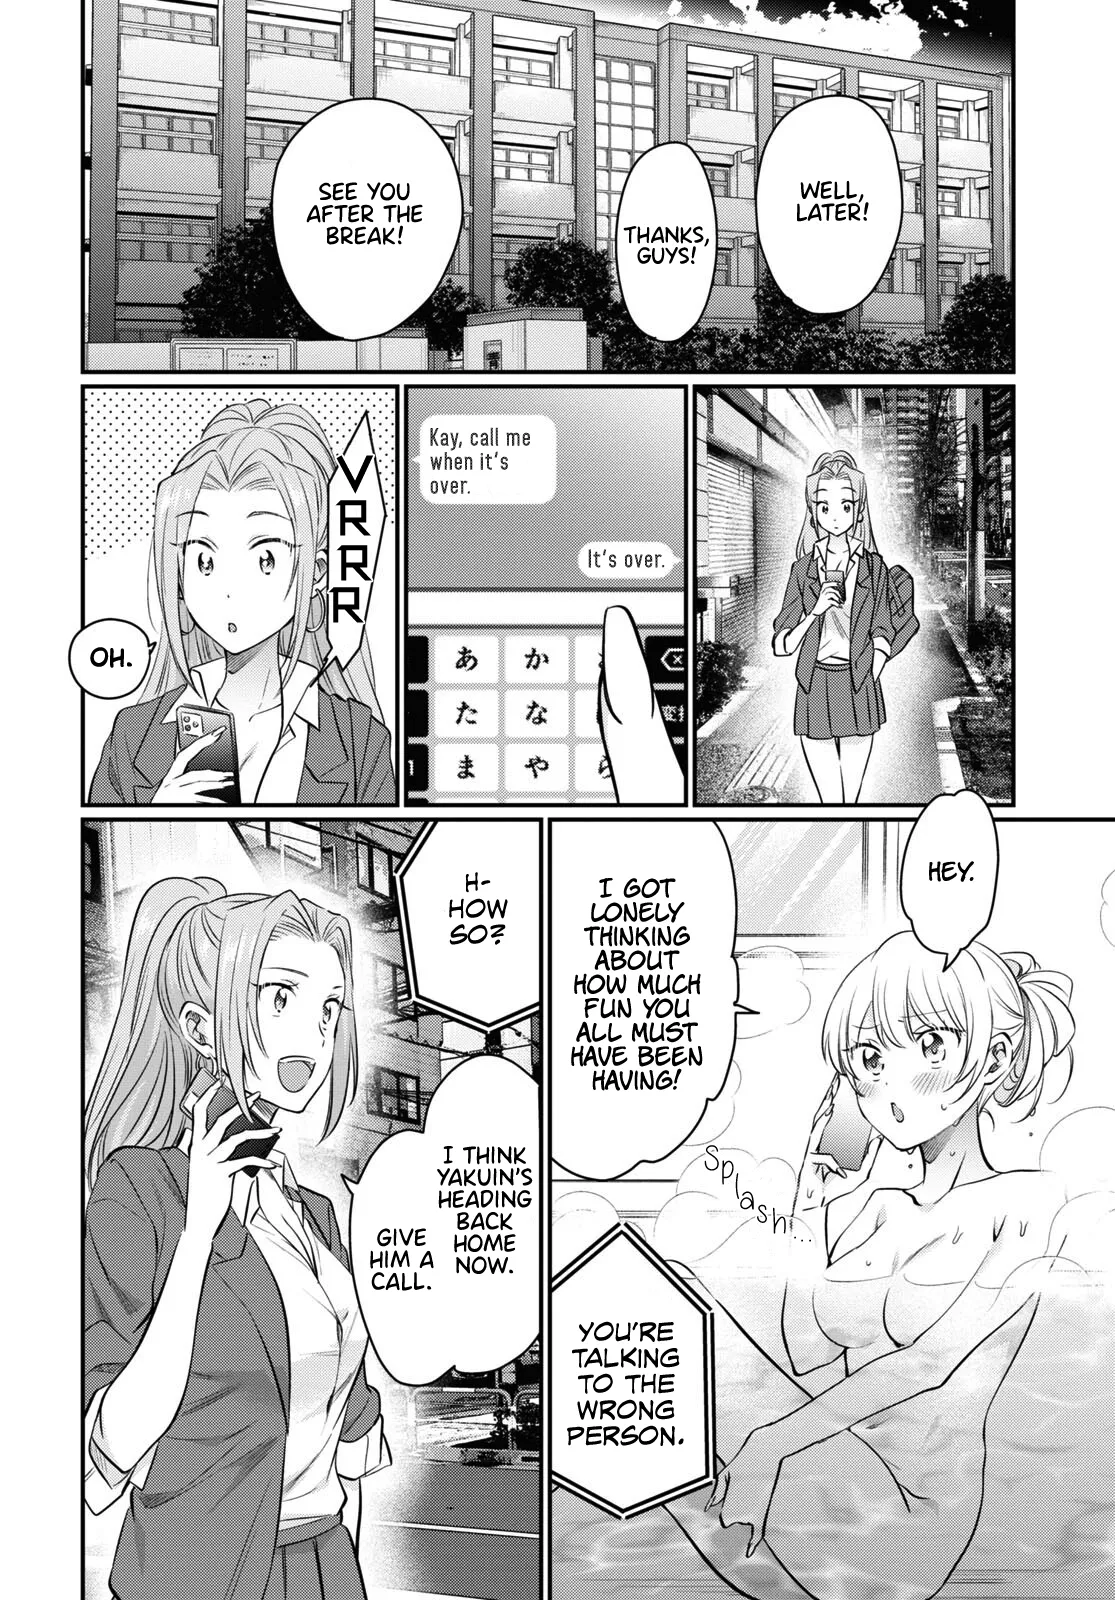 WELL,
LATER!
THANKS,
GUYS!
SEE YOU
AFTER THE
BREAK!
Kay, call me
when it's
over.
It's over.
あ
か
た
な
ま
や
ら
変換
VRRR
OH.
HEY.
I GOT
LONELY
THINKING
ABOUT
HOW MUCH
FUN YOU
ALL MUST
HAVE BEEN
HAVING!
Splash...
YOU'RE
TALKING
TO THE
WRONG
PERSON.
H-
HOW
SO?
I THINK
YAKUIN'S
HEADING
BACK
HOME
NOW.
GIVE
HIM A
CALL.